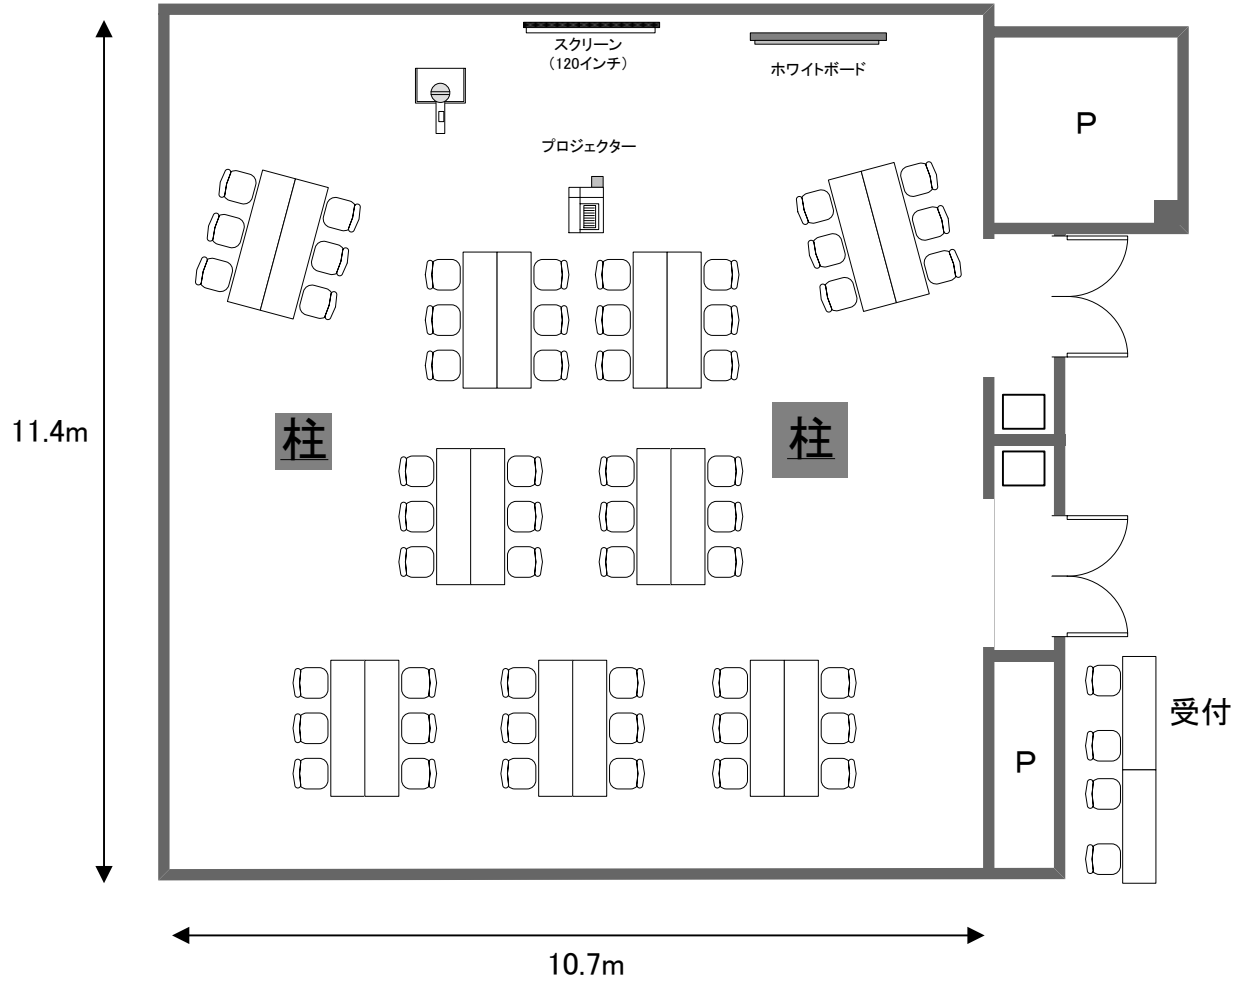 スクリーン
（120インチ）
ホワイトボード
P
プロジェクター
11.4m
柱
柱
受付
P
10.7m